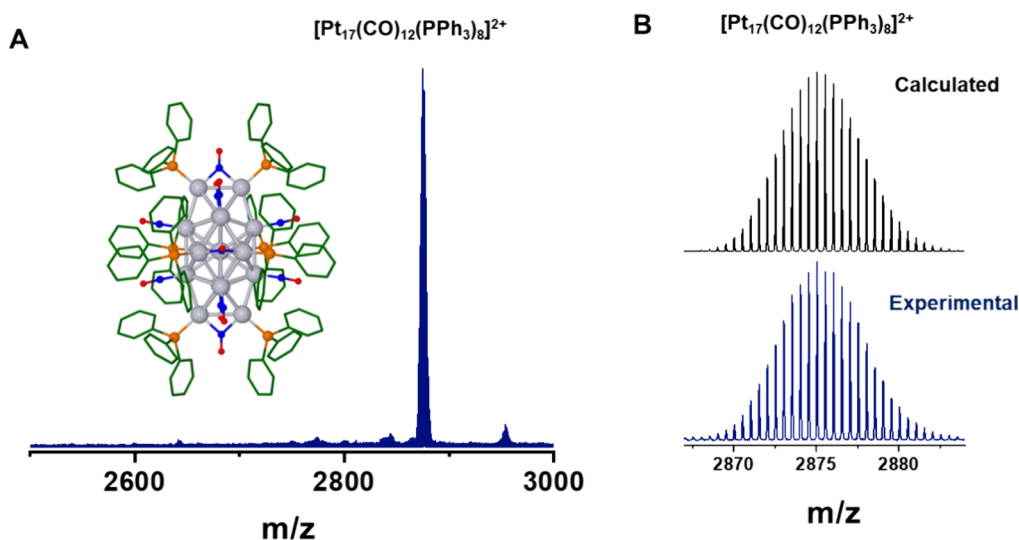 A
[Pt₁₇(CO)₁₂(PPh₃)₈]²⁺
2600
2800
3000
m/z
B
[Pt₁₇(CO)₁₂(PPh₃)₈]²⁺
Calculated
Experimental
2870
2875
2880
m/z